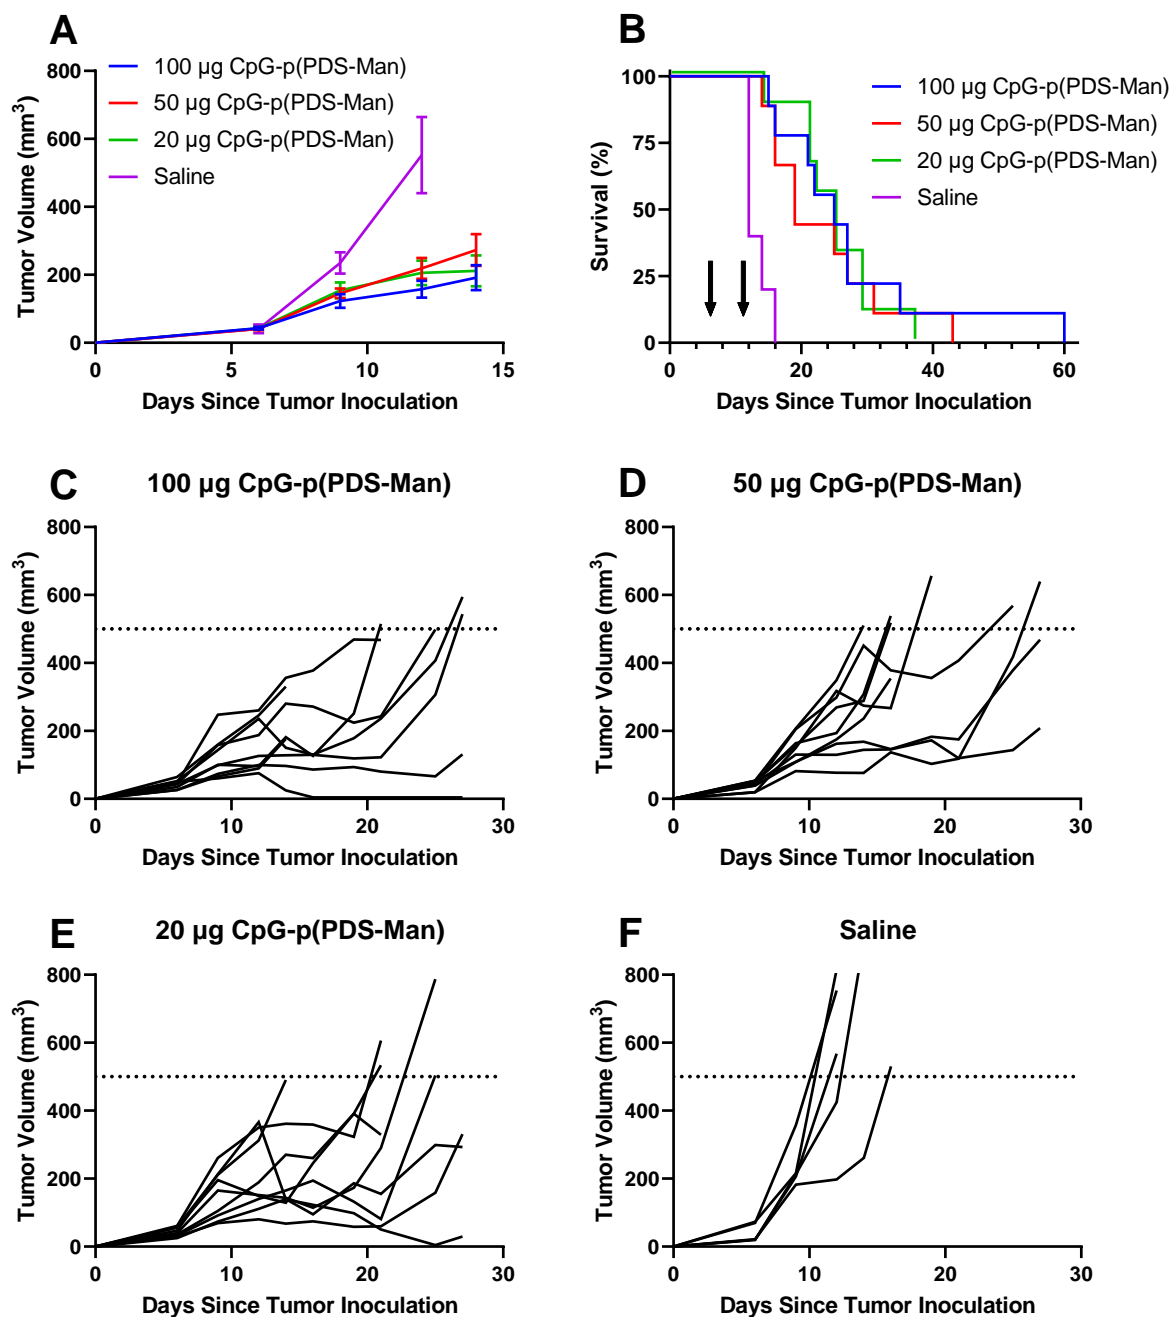 A
Tumor Volume (mm³)
800
600
400
200
0
0 5 10 15
Days Since Tumor Inoculation
100 µg CpG-p(PDS-Man)
50 µg CpG-p(PDS-Man)
20 µg CpG-p(PDS-Man)
Saline
B
Survival (%)
100
75
50
25
0
0 20 40 60
Days Since Tumor Inoculation
100 µg CpG-p(PDS-Man)
50 µg CpG-p(PDS-Man)
20 µg CpG-p(PDS-Man)
Saline
C
100 µg CpG-p(PDS-Man)
Tumor Volume (mm³)
800
600
400
200
0
0 10 20 30
Days Since Tumor Inoculation
D
50 µg CpG-p(PDS-Man)
Tumor Volume (mm³)
800
600
400
200
0
0 10 20 30
Days Since Tumor Inoculation
E
20 µg CpG-p(PDS-Man)
Tumor Volume (mm³)
800
600
400
200
0
0 10 20 30
Days Since Tumor Inoculation
F
Saline
Tumor Volume (mm³)
800
600
400
200
0
0 10 20 30
Days Since Tumor Inoculation